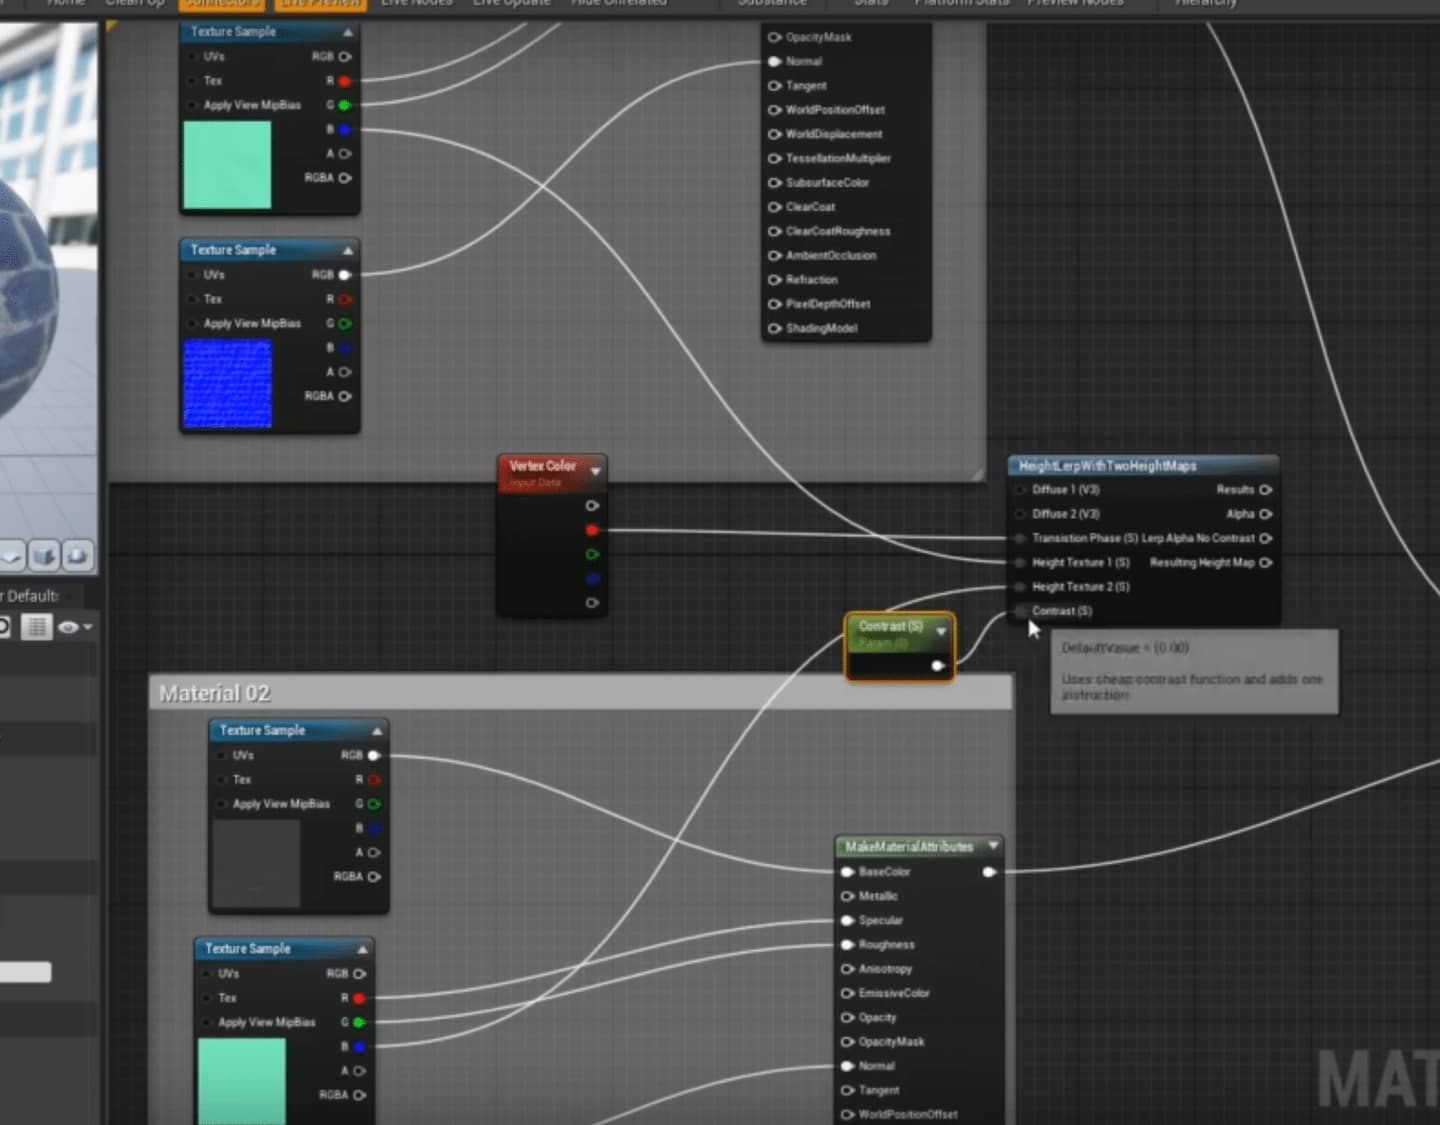 Home
Clean Up
Connectors
Live Preview
Live Nodes
Live Update
Hide Unrelated
Substance
Stats
Platform Stats
Preview Nodes
Hierarchy
Texture Sample
UVs RGB
Tex R
Apply View MipBias G
B
A
RGBA
Texture Sample
UVs RGB
Tex R
Apply View MipBias G
B
A
RGBA
OpacityMask
Normal
Tangent
WorldPositionOffset
WorldDisplacement
TessellationMultiplier
SubsurfaceColor
ClearCoat
ClearCoatRoughness
AmbientOcclusion
Refraction
PixelDepthOffset
ShadingModel
Vertex Color
Input Data
HeightLerpWithTwoHeightMaps
Diffuse 1 (V3) Results
Diffuse 2 (V3) Alpha
Transistion Phase (S) Lerp Alpha No Contrast
Height Texture 1 (S) Resulting Height Map
Height Texture 2 (S)
Contrast (S)
Contrast (S)
Param (0)
DefaultValue = (0.00)
Uses cheap contrast function and adds one
instruction
r Default
Material 02
Texture Sample
UVs RGB
Tex R
Apply View MipBias G
B
A
RGBA
Texture Sample
UVs RGB
Tex R
Apply View MipBias G
B
A
RGBA
MakeMaterialAttributes
BaseColor
Metallic
Specular
Roughness
Anisotropy
EmissiveColor
Opacity
OpacityMask
Normal
Tangent
WorldPositionOffset
MAT